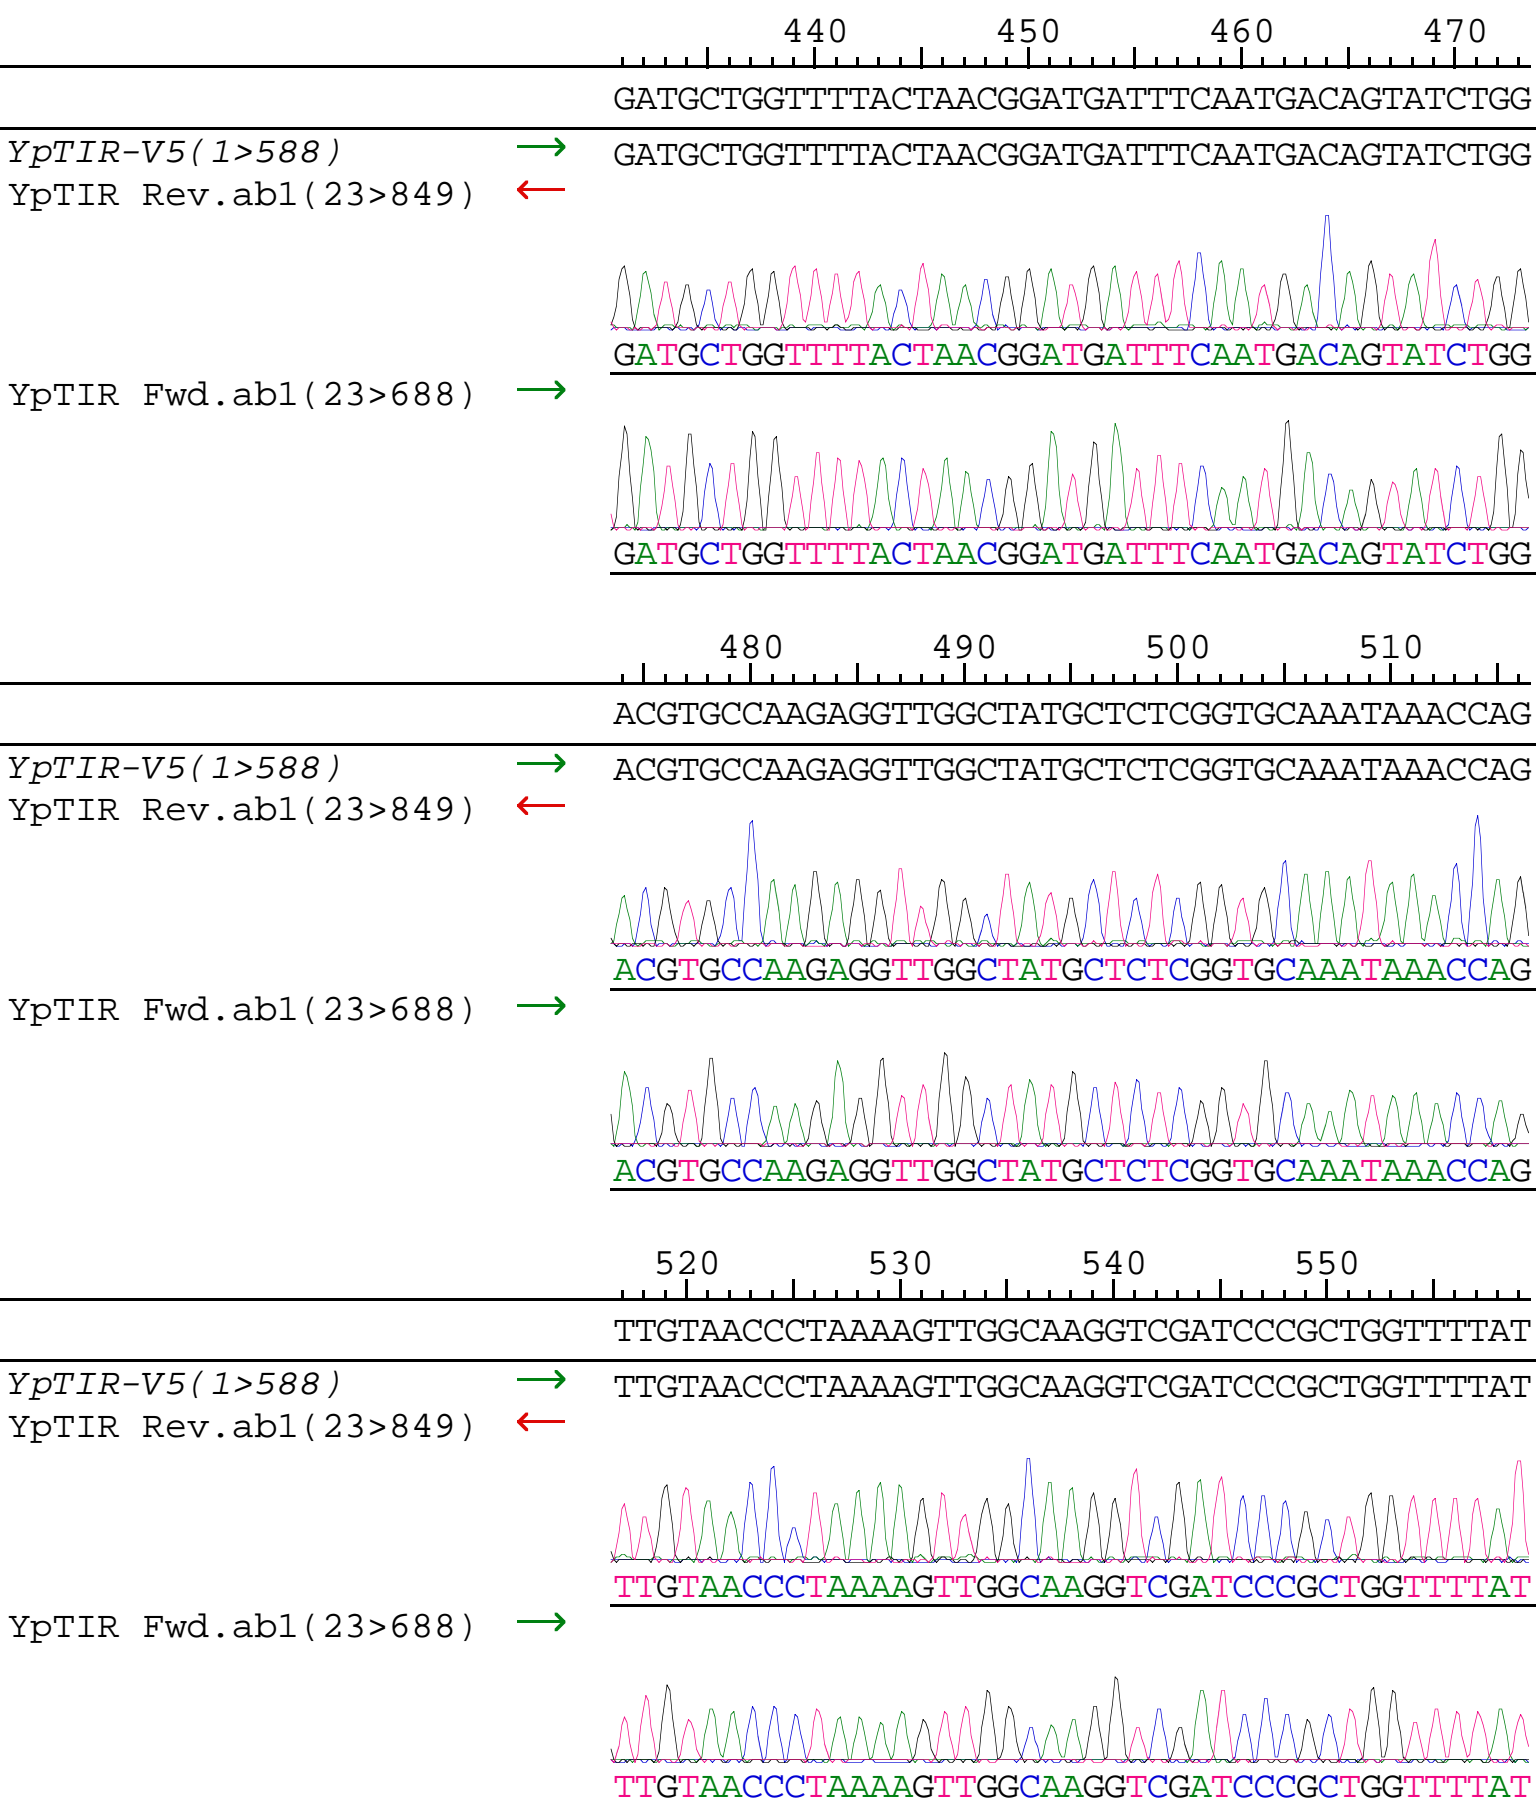 440 450 460 470
GATGCTGGTTTTACTAACGGATGATTTCAATGACAGTATCTGG
YpTIR-V5(1>588) → GATGCTGGTTTTACTAACGGATGATTTCAATGACAGTATCTGG
YpTIR Rev.ab1(23>849) ←
GATGCTGGTTTTACTAACGGATGATTTCAATGACAGTATCTGG
YpTIR Fwd.ab1(23>688) →
GATGCTGGTTTTACTAACGGATGATTTCAATGACAGTATCTGG
480 490 500 510
ACGTGCCAAGAGGTTGGCTATGCTCTCGGTGCAAATAAACCAG
YpTIR-V5(1>588) → ACGTGCCAAGAGGTTGGCTATGCTCTCGGTGCAAATAAACCAG
YpTIR Rev.ab1(23>849) ←
ACGTGCCAAGAGGTTGGCTATGCTCTCGGTGCAAATAAACCAG
YpTIR Fwd.ab1(23>688) →
ACGTGCCAAGAGGTTGGCTATGCTCTCGGTGCAAATAAACCAG
520 530 540 550
TTGTAACCCTAAAAGTTGGCAAGGTCGATCCCGCTGGTTTTAT
YpTIR-V5(1>588) → TTGTAACCCTAAAAGTTGGCAAGGTCGATCCCGCTGGTTTTAT
YpTIR Rev.ab1(23>849) ←
TTGTAACCCTAAAAGTTGGCAAGGTCGATCCCGCTGGTTTTAT
YpTIR Fwd.ab1(23>688) →
TTGTAACCCTAAAAGTTGGCAAGGTCGATCCCGCTGGTTTTAT